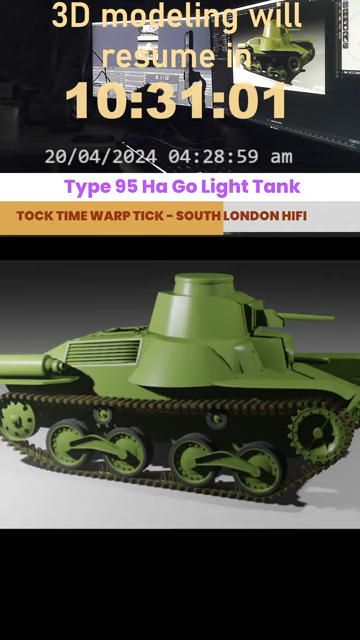 3D modeling will
resume in
10:31:01
20/04/2024 04:28:59 am
Type 95 Ha Go Light Tank
TOCK TIME WARP TICK - SOUTH LONDON HIFI